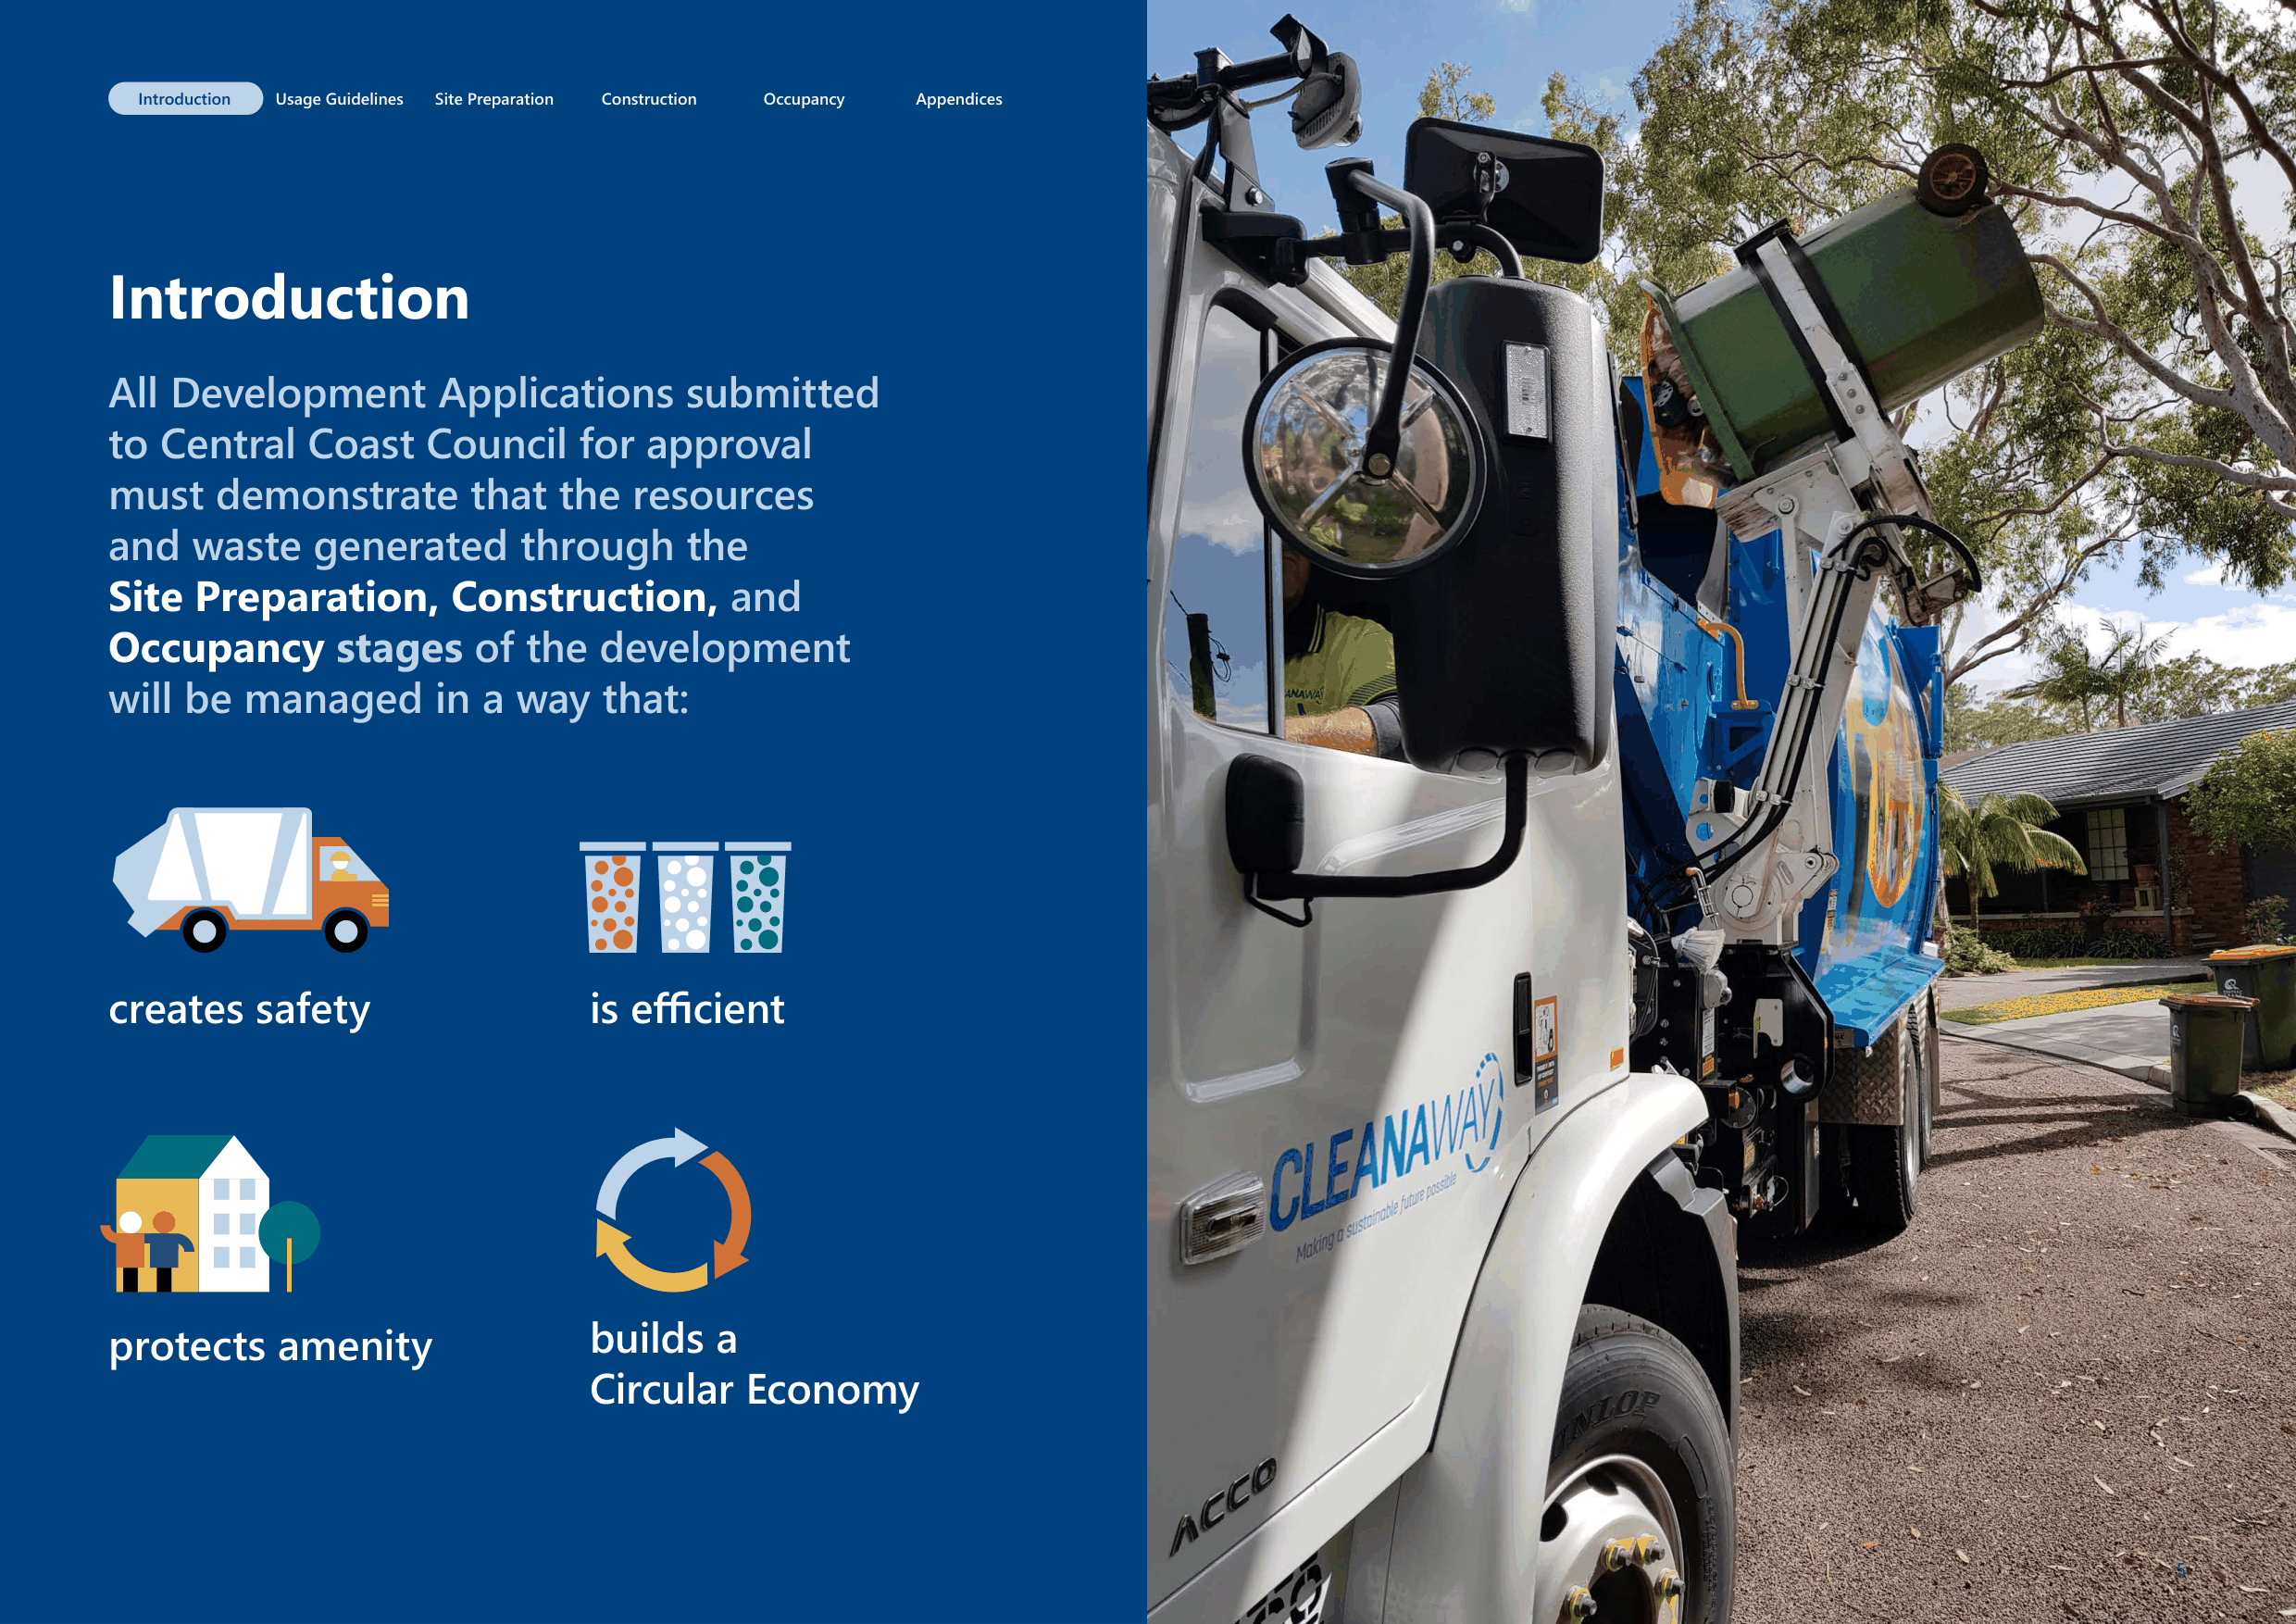 Introduction
Usage Guidelines
Site Preparation
Construction
Occupancy
Appendices
Introduction
All Development Applications submitted
to Central Coast Council for approval
must demonstrate that the resources
and waste generated through the
Site Preparation, Construction, and
Occupancy stages of the development
will be managed in a way that:
creates safety
is efficient
protects amenity
builds a
Circular Economy
CLEANAWAY
Making a sustainable future possible
ACCO
5